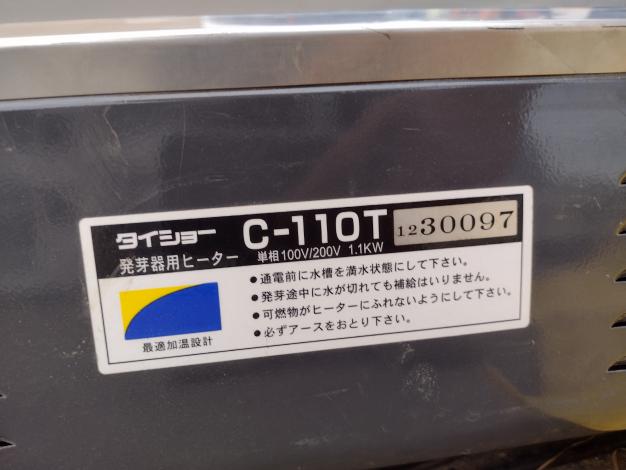 タイショー C-110T 1230097
発芽器用ヒーター 単相100V/200V 1.1KW
●通電前に水槽を満水状態にして下さい。
●発芽途中に水が切れても補給はいりません。
●可燃物がヒーターにふれないようにして下さい。
●必ずアースをおとり下さい。
最適加温設計